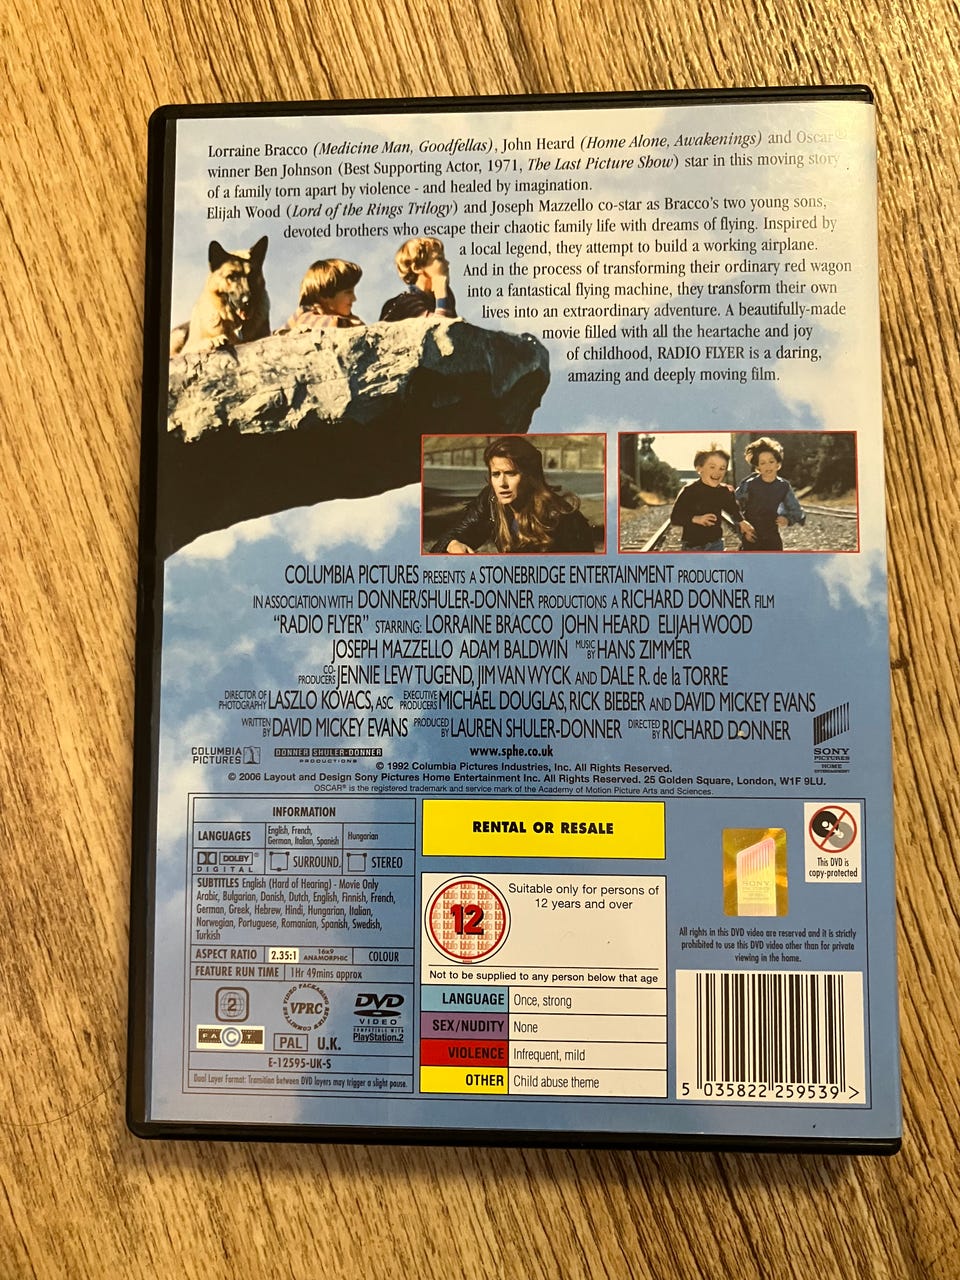 Lorraine Bracco (Medicine Man, Goodfellas), John Heard (Home Alone, Awakenings) and Oscar®
winner Ben Johnson (Best Supporting Actor, 1971, The Last Picture Show) star in this moving story
of a family torn apart by violence - and healed by imagination.
Elijah Wood (Lord of the Rings Trilogy) and Joseph Mazzello co-star as Bracco's two young sons,
devoted brothers who escape their chaotic family life with dreams of flying. Inspired by
a local legend, they attempt to build a working airplane.
And in the process of transforming their ordinary red wagon
into a fantastical flying machine, they transform their own
lives into an extraordinary adventure. A beautifully-made
movie filled with all the heartache and joy
of childhood, RADIO FLYER is a daring,
amazing and deeply moving film.
COLUMBIA PICTURES PRESENTS A STONEBRIDGE ENTERTAINMENT PRODUCTION
IN ASSOCIATION WITH DONNER/SHULER-DONNER PRODUCTIONS A RICHARD DONNER FILM
"RADIO FLYER" STARRING: LORRAINE BRACCO JOHN HEARD ELIJAH WOOD
JOSEPH MAZZELLO ADAM BALDWIN MUSIC BY HANS ZIMMER
CO-PRODUCERS JENNIE LEW TUGEND, JIM VAN WYCK AND DALE R. de la TORRE
DIRECTOR OF PHOTOGRAPHY LASZLO KOVACS, ASC EXECUTIVE PRODUCERS MICHAEL DOUGLAS, RICK BIEBER AND DAVID MICKEY EVANS
WRITTEN BY DAVID MICKEY EVANS PRODUCED BY LAUREN SHULER-DONNER DIRECTED BY RICHARD DONNER
COLUMBIA PICTURES
DONNER/SHULER-DONNER PRODUCTIONS
www.sphe.co.uk
SONY PICTURES HOME ENTERTAINMENT
© 1992 Columbia Pictures Industries, Inc. All Rights Reserved.
© 2006 Layout and Design Sony Pictures Home Entertainment Inc. All Rights Reserved. 25 Golden Square, London, W1F 9LU.
OSCAR® is the registered trademark and service mark of the Academy of Motion Picture Arts and Sciences.
INFORMATION
LANGUAGES English, French, German, Italian, Spanish Hungarian
DOLBY DIGITAL SURROUND STEREO
SUBTITLES English (Hard of Hearing) - Movie Only
Arabic, Bulgarian, Danish, Dutch, English, Finnish, French,
German, Greek, Hebrew, Hindi, Hungarian, Italian,
Norwegian, Portuguese, Romanian, Spanish, Swedish,
Turkish
ASPECT RATIO 2.35:1 16x9 ANAMORPHIC COLOUR
FEATURE RUN TIME 1Hr 49mins approx
2
VIDEO PACKAGING REVIEW COMMITTEE VPRC
DVD VIDEO
COMPATIBLE WITH PlayStation.2
PAL U.K.
E-12595-UK-S
Dual Layer Format: Transition between DVD layers may trigger a slight pause.
RENTAL OR RESALE
12
Suitable only for persons of
12 years and over
Not to be supplied to any person below that age
LANGUAGE Once, strong
SEX/NUDITY None
VIOLENCE Infrequent, mild
OTHER Child abuse theme
SONY
This DVD is
copy-protected
All rights in this DVD video are reserved and it is strictly
prohibited to use this DVD video other than for private
viewing in the home.
5 035822 259539 >